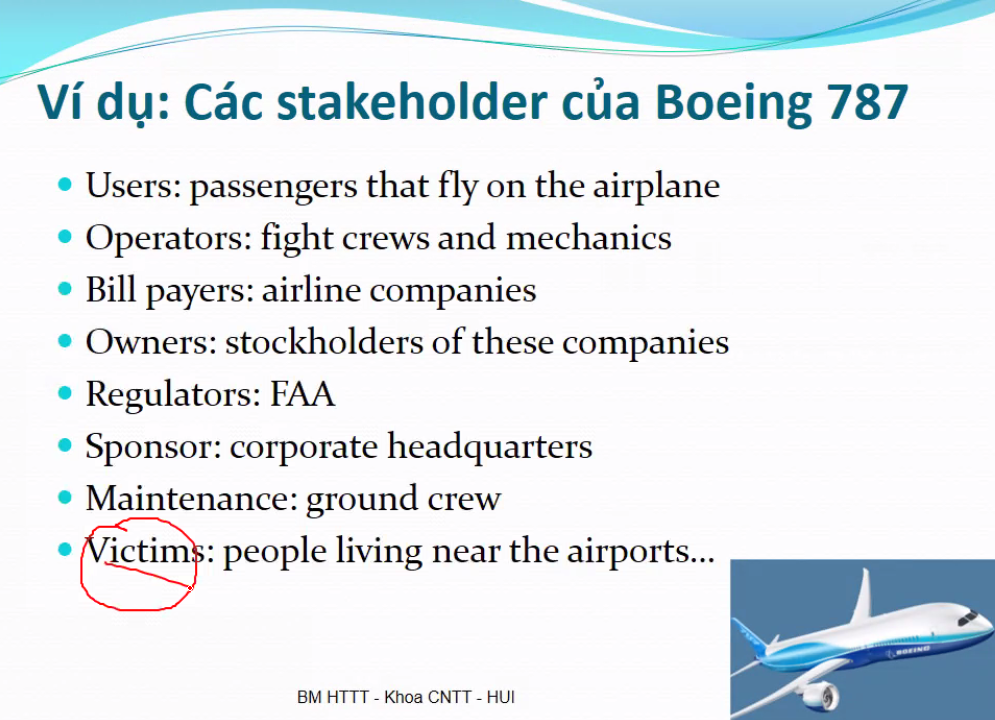 Ví dụ: Các stakeholder của Boeing 787
Users: passengers that fly on the airplane
Operators: fight crews and mechanics
Bill payers: airline companies
Owners: stockholders of these companies
Regulators: FAA
Sponsor: corporate headquarters
Maintenance: ground crew
Victims: people living near the airports...
BOEING
BM HTTT - Khoa CNTT - HUI